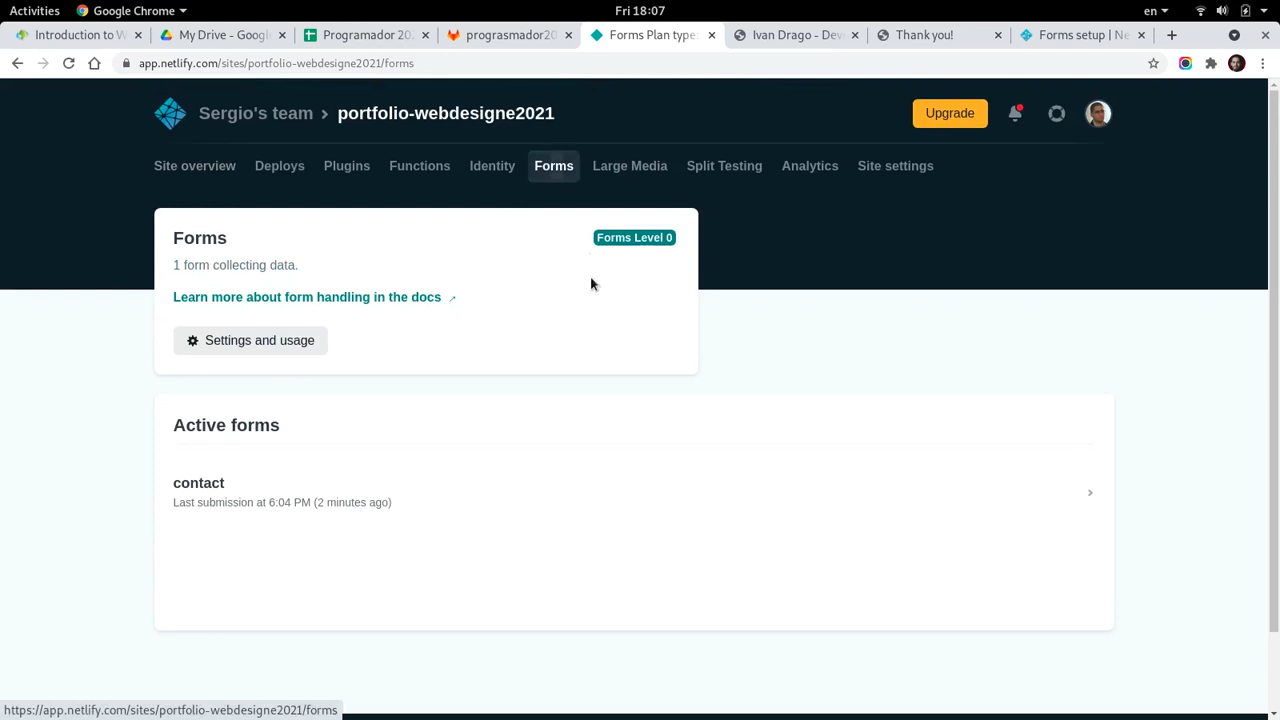 Activities
Google Chrome
Fri 18:07
en
Introduction to W
My Drive - Google
Programador 20
prograsmador20
Forms Plan type
Ivan Drago - Dev
Thank you!
Forms setup | Ne
app.netlify.com/sites/portfolio-webdesigne2021/forms
Sergio's team
portfolio-webdesigne2021
Upgrade
Site overview
Deploys
Plugins
Functions
Identity
Forms
Large Media
Split Testing
Analytics
Site settings
Forms
Forms Level 0
1 form collecting data.
Learn more about form handling in the docs
Settings and usage
Active forms
contact
Last submission at 6:04 PM (2 minutes ago)
https://app.netlify.com/sites/portfolio-webdesigne2021/forms